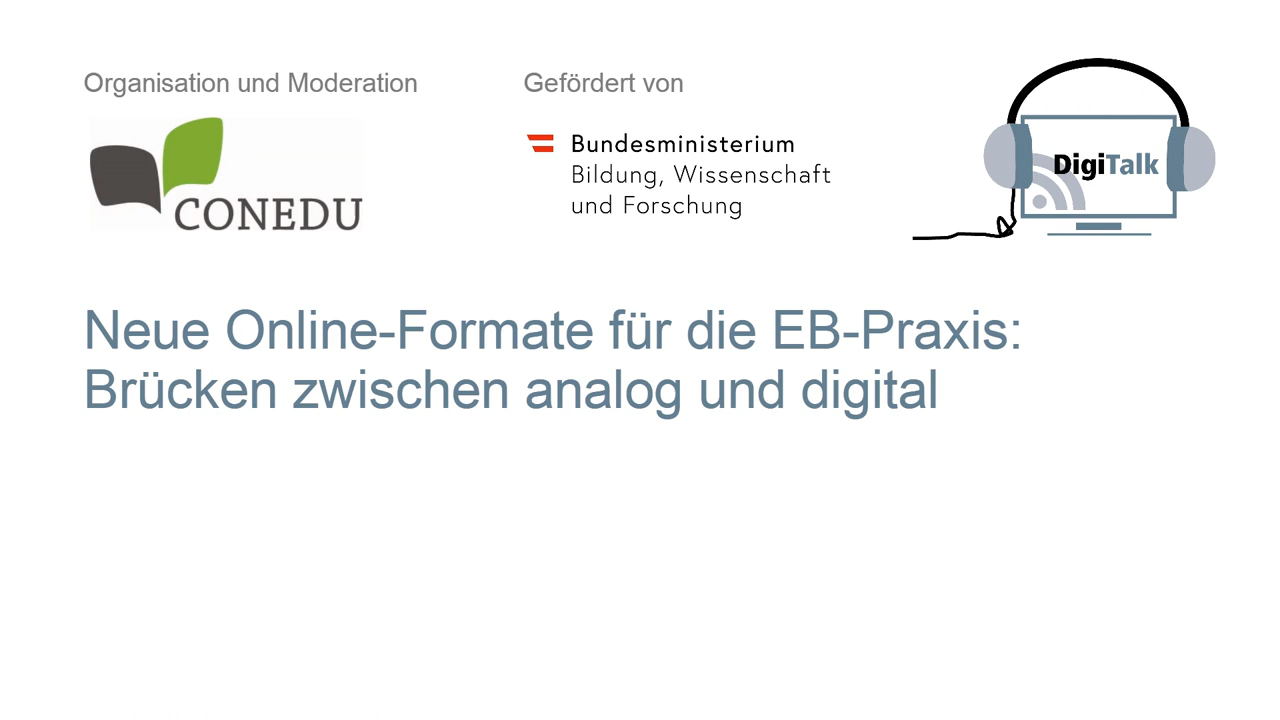 Organisation und Moderation
CONEDU
Gefördert von
Bundesministerium
Bildung, Wissenschaft
und Forschung
DigiTalk
Neue Online-Formate für die EB-Praxis:
Brücken zwischen analog und digital